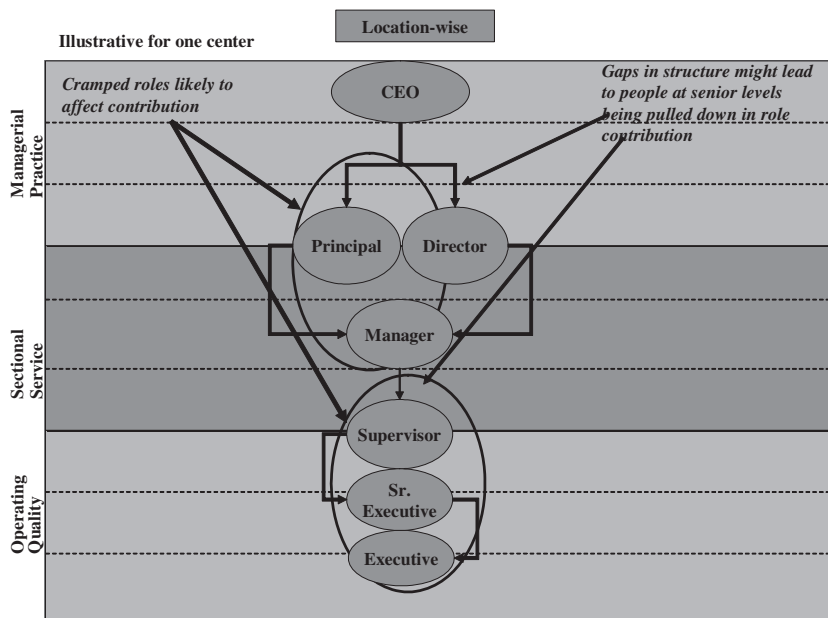 Location-wise
Illustrative for one center
Cramped roles likely to
affect contribution
Gaps in structure might lead
to people at senior levels
being pulled down in role
contribution
CEO
Managerial
Practice
Principal
Director
Manager
Sectional
Service
Supervisor
Sr.
Executive
Executive
Operating
Quality